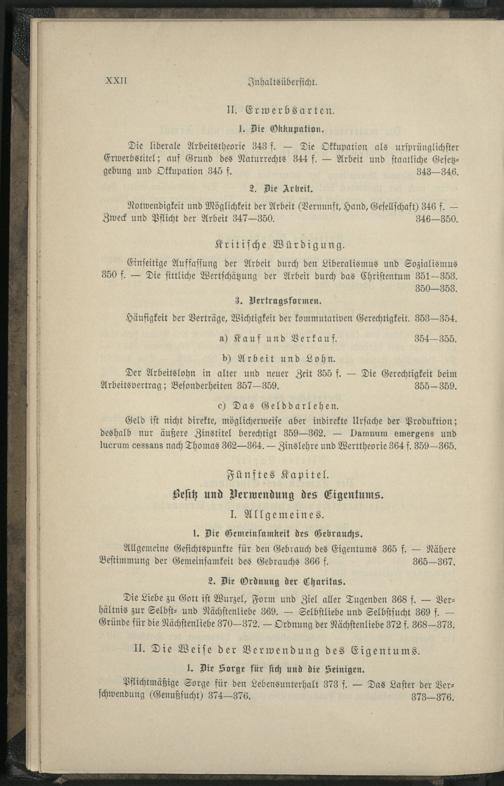 XXII Inhaltsübersicht.
II. Erwerbsarten.
1. Die Okkupation.
Die liberale Arbeitstheorie 343 f. — Die Okkupation als ursprünglichster
Erwerbstitel; auf Grund des Naturrechts 344 f. — Arbeit und staatliche Gesetz-
gebung und Okkupation 345 f. 343—346.
2. Die Arbeit.
Notwendigkeit und Möglichkeit der Arbeit (Vernunft, Hand, Gesellschaft) 346 f. —
Zweck und Pflicht der Arbeit 347—350. 346—350.
Kritische Würdigung.
Einseitige Auffassung der Arbeit durch den Liberalismus und Sozialismus
350 f. — Die sittliche Wertschätzung der Arbeit durch das Christentum 351—353.
350—353.
3. Vertragsformen.
Häufigkeit der Verträge, Wichtigkeit der kommutativen Gerechtigkeit. 353—354.
a) Kauf und Verkauf. 354—355.
b) Arbeit und Lohn.
Der Arbeitslohn in alter und neuer Zeit 355 f. — Die Gerechtigkeit beim
Arbeitsvertrag; Besonderheiten 357—359. 355—359.
c) Das Gelddarlehen.
Geld ist nicht direkte, möglicherweise aber indirekte Ursache der Produktion;
deshalb nur äußere Zinstitel berechtigt 359—362. — Damnum emergens und
lucrum cessans nach Thomas 362—364. — Zinslehre und Werttheorie 364 f. 359—365.
Fünftes Kapitel.
Besitz und Verwendung des Eigentums.
I. Allgemeines.
1. Die Gemeinsamkeit des Gebrauchs.
Allgemeine Gesichtspunkte für den Gebrauch des Eigentums 365 f. — Nähere
Bestimmung der Gemeinsamkeit des Gebrauchs 366 f. 365—367.
2. Die Ordnung der Charitas.
Die Liebe zu Gott ist Wurzel, Form und Ziel aller Tugenden 368 f. — Ver-
hältnis zur Selbst- und Nächstenliebe 369. — Selbstliebe und Selbstsucht 369 f. —
Gründe für die Nächstenliebe 370—372. — Ordnung der Nächstenliebe 372 f. 368—373.
II. Die Weise der Verwendung des Eigentums.
1. Die Sorge für sich und die Seinigen.
Pflichtmäßige Sorge für den Lebensunterhalt 373 f. — Das Laster der Ver-
schwendung (Genußsucht) 374—376. 373—376.